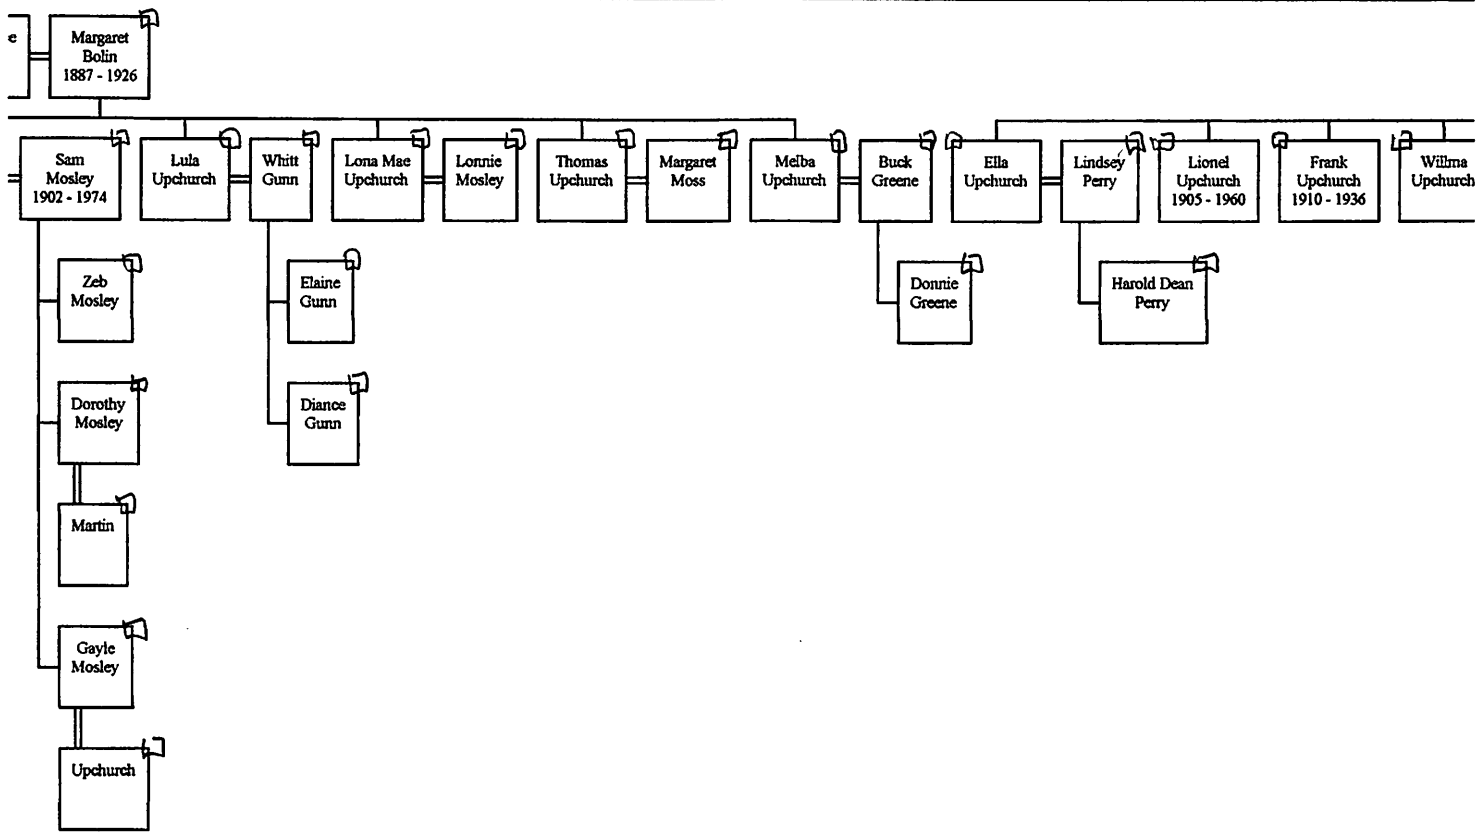 e
Margaret
Bolin
1887 - 1926
Sam
Mosley
1902 - 1974
Lula
Upchurch
Whitt
Gunn
Lona Mae
Upchurch
Lonnie
Mosley
Thomas
Upchurch
Margaret
Moss
Melba
Upchurch
Buck
Greene
Ella
Upchurch
Lindsey
Perry
Lionel
Upchurch
1905 - 1960
Frank
Upchurch
1910 - 1936
Willma
Upchurch
Zeb
Mosley
Elaine
Gunn
Donnie
Greene
Harold Dean
Perry
Dorothy
Mosley
Diance
Gunn
Martin
Gayle
Mosley
Upchurch